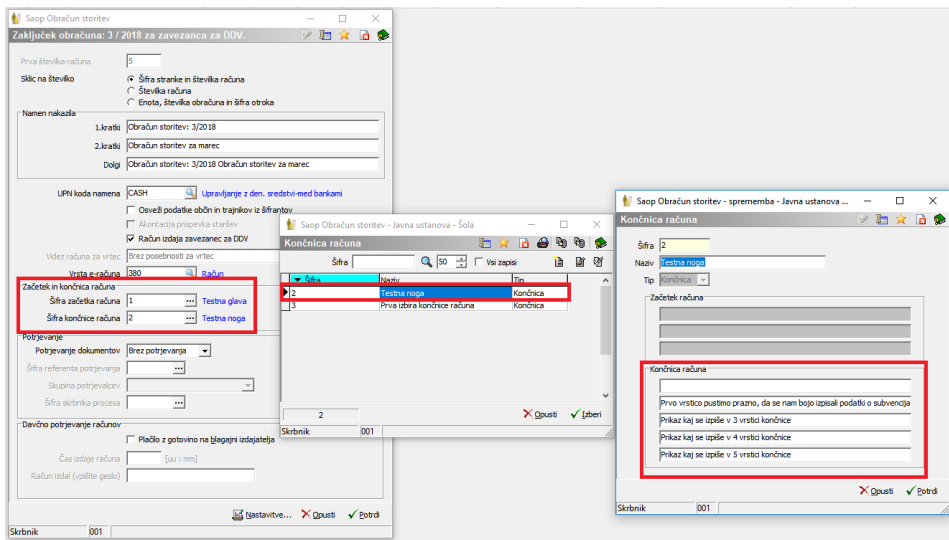 Saop Obračun storitev
Zaključek obračuna: 3 / 2018 za zavezanca za DDV.
Prva številka računa 5
Sklic na številko
Šifra stranke in številka računa
Številka računa
Enota, številka obračuna in šifra otroka
Namen nakazila
1.kratki Obračun storitev: 3/2018
2.kratki Obračun storitev za marec
Dolgi Obračun storitev: 3/2018 Obračun storitev za marec
UPN koda namena CASH Upravljanje z den. sredstvi-med bankami
Osveži podatke občin in trajnikov iz šifrantov
Akontacija prispevka staršev
Račun izdaja zavezanec za DDV
Videz računa za vrtec Brez posebnosti za vrtec
Vrsta e-računa 380 Račun
Začetek in končnica računa
Šifra začetka računa 1 ... Testna glava
Šifra končnice računa 2 ... Testna noga
Potrjevanje
Potrjevanje dokumentov Brez potrjevanja
Šifra referenta potrjevanja ...
Skupina potrjevalcev
Šifra skrbnika procesa ...
Davčno potrjevanje računov
Plačilo z gotovino na blagajni izdajatelja
Čas izdaje računa [uu : mm]
Račun izdal (vpišite geslo)
Nastavitve... Opusti Potrdi
Skrbnik 001
Saop Obračun storitev - Javna ustanova - Šola
Končnica računa
Šifra 50 Vsi zapisi
Šifra Naziv Tip
2 Testna noga Končnica
3 Prva izbira končnice računa Končnica
2 Opusti Izberi
Skrbnik 001
Saop Obračun storitev - sprememba - Javna ustanova ...
Končnica računa
Šifra 2
Naziv Testna noga
Tip Končnica
Začetek računa
Končnica računa
Prvo vrstico pustimo prazno, da se nam bojo izpisali podatki o subvencija
Prikaz kaj se izpiše v 3 vrstici končnice
Prikaz kaj se izpiše v 4 vrstici končnice
Prikaz kaj se izpiše v 5 vrstici končnice
Opusti Potrdi
Skrbnik 001